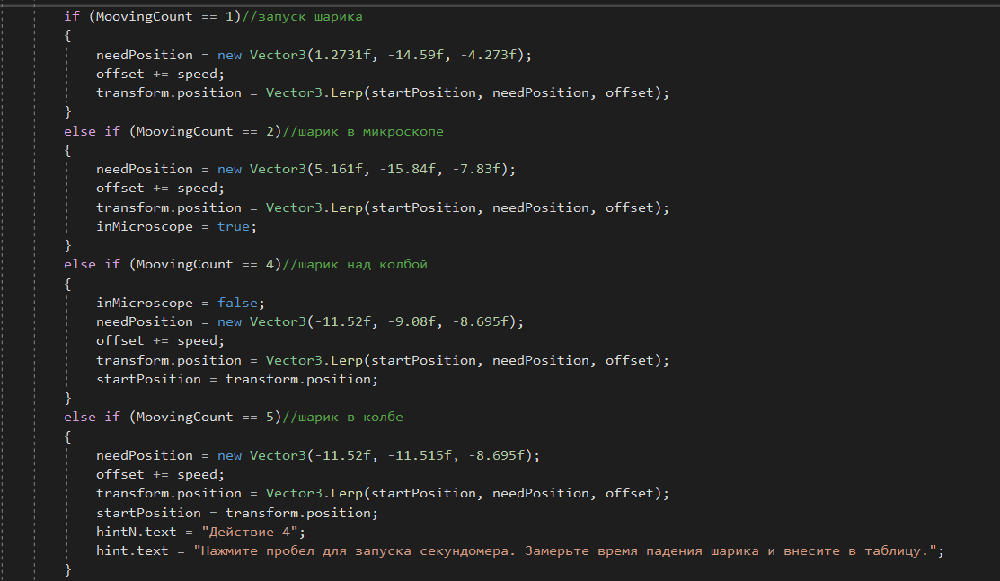 if (MoovingCount == 1)//запуск шарика
{
needPosition = new Vector3(1.2731f, -14.59f, -4.273f);
offset += speed;
transform.position = Vector3.Lerp(startPosition, needPosition, offset);
}
else if (MoovingCount == 2)//шарик в микроскопе
{
needPosition = new Vector3(5.161f, -15.84f, -7.83f);
offset += speed;
transform.position = Vector3.Lerp(startPosition, needPosition, offset);
inMicroscope = true;
}
else if (MoovingCount == 4)//шарик над колбой
{
inMicroscope = false;
needPosition = new Vector3(-11.52f, -9.08f, -8.695f);
offset += speed;
transform.position = Vector3.Lerp(startPosition, needPosition, offset);
startPosition = transform.position;
}
else if (MoovingCount == 5)//шарик в колбе
{
needPosition = new Vector3(-11.52f, -11.515f, -8.695f);
offset += speed;
transform.position = Vector3.Lerp(startPosition, needPosition, offset);
startPosition = transform.position;
hintN.text = "Действие 4";
hint.text = "Нажмите пробел для запуска секундомера. Замерьте время падения шарика и внесите в таблицу.";
}